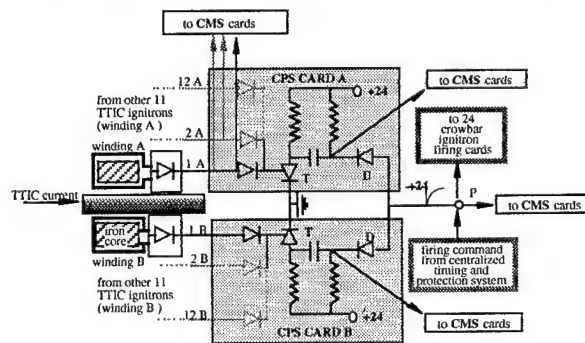 to CMS cards
CPS CARD A
12 A
+24
to CMS cards
from other 11
TTIC ignitrons
(winding A)
2 A
to 24
crowbar
ignitron
firing cards
winding A
1 A
T
D
+24
P
TTIC current
to CMS cards
iron
core
1 B
T
D
winding B
2 B
firing command
from centralized
timing and
protection system
from other 11
TTIC ignitrons
(winding B)
12 B
+24
CPS CARD B
to CMS cards